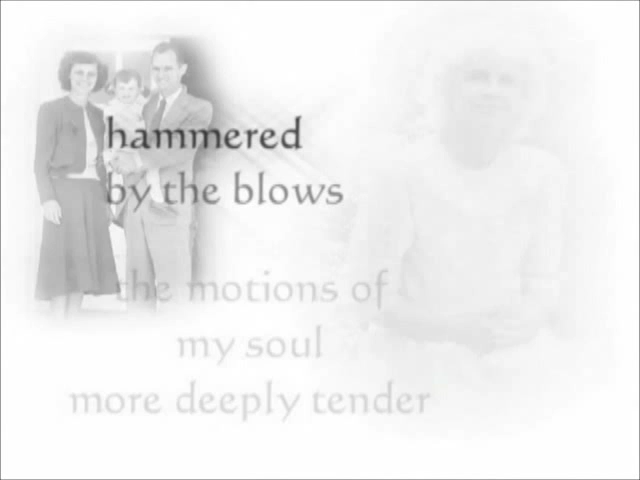 hammered
by the blows
the motions of
my soul
more deeply tender